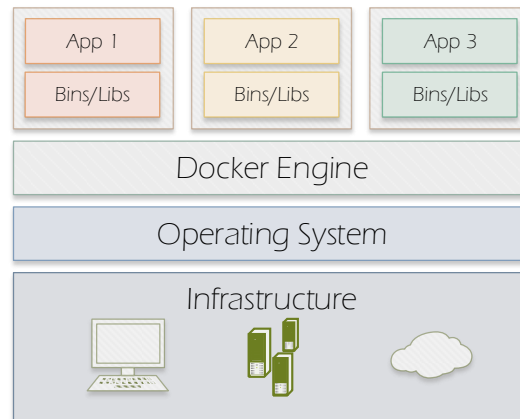 App 1
App 2
App 3
Bins/Libs
Bins/Libs
Bins/Libs
Docker Engine
Operating System
Infrastructure